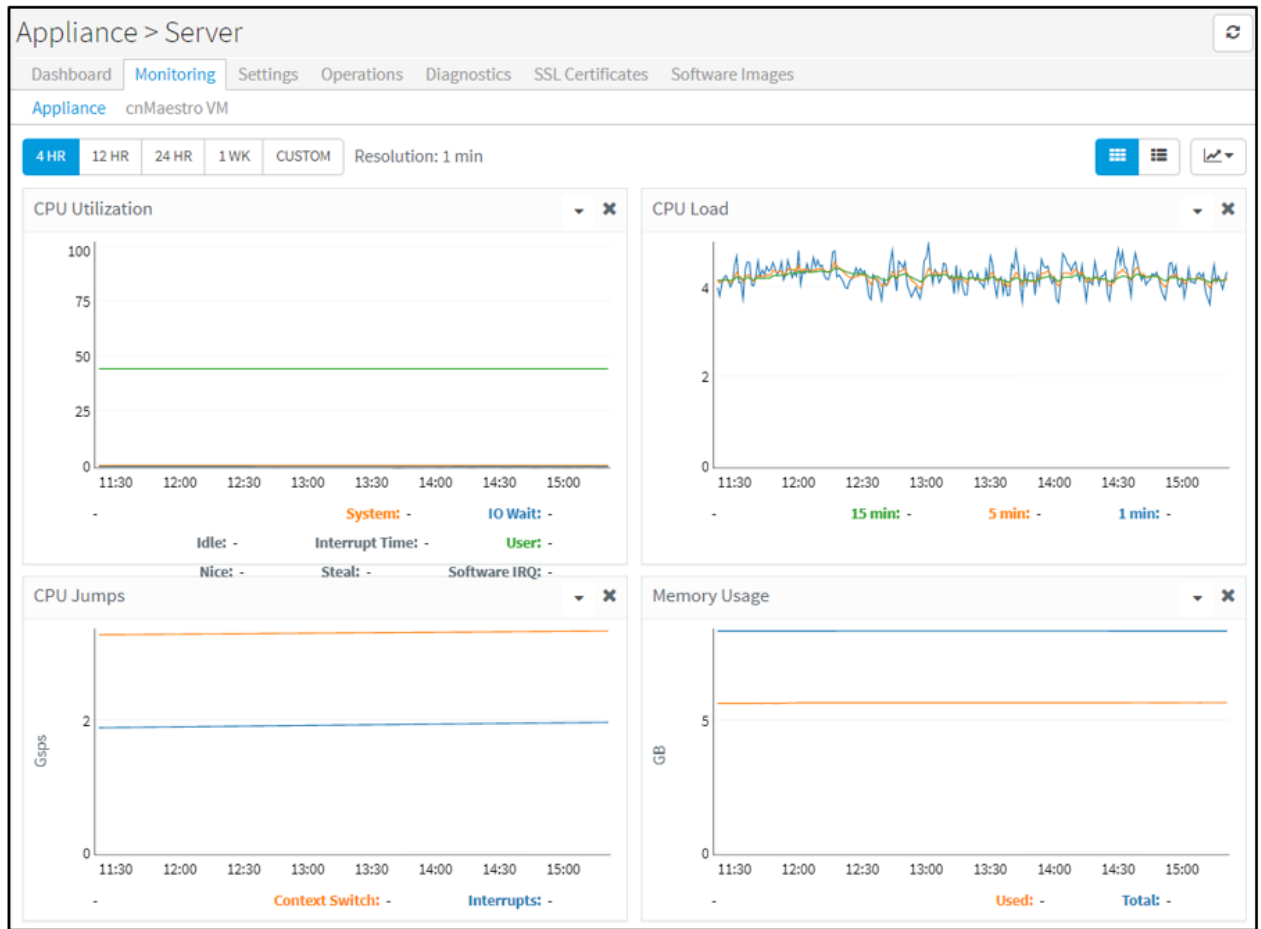 Appliance > Server
Dashboard Monitoring Settings Operations Diagnostics SSL Certificates Software Images
Appliance cnMaestro VM
4 HR 12 HR 24 HR 1 WK CUSTOM Resolution: 1 min
CPU Utilization
100
75
50
25
0
11:30 12:00 12:30 13:00 13:30 14:00 14:30 15:00
- System: - IO Wait: -
Idle: - Interrupt Time: - User: -
Nice: - Steal: - Software IRQ: -
CPU Load
4
2
0
11:30 12:00 12:30 13:00 13:30 14:00 14:30 15:00
- 15 min: - 5 min: - 1 min: -
CPU Jumps
Gsps
2
0
11:30 12:00 12:30 13:00 13:30 14:00 14:30 15:00
- Context Switch: - Interrupts: -
Memory Usage
GB
5
0
11:30 12:00 12:30 13:00 13:30 14:00 14:30 15:00
- Used: - Total: -